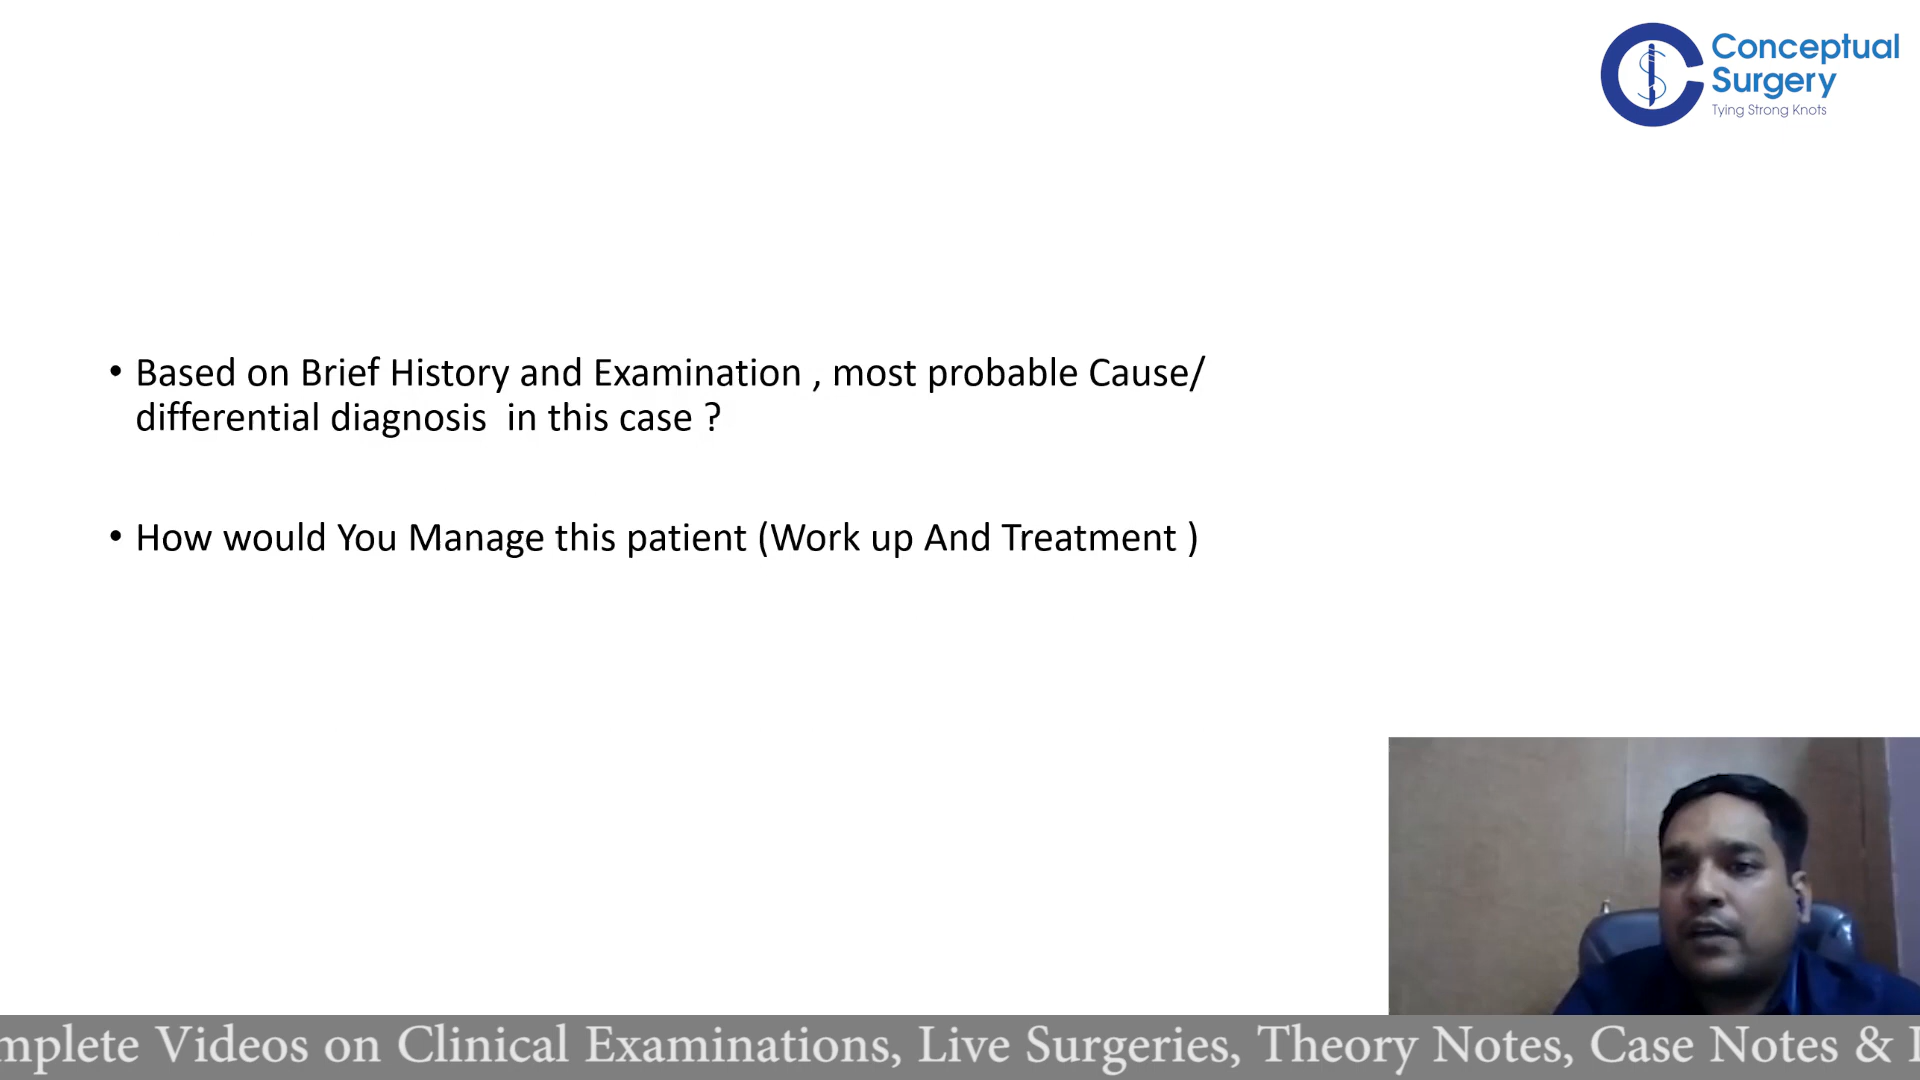 Conceptual
Surgery
Tying Strong Knots
• Based on Brief History and Examination , most probable Cause/
differential diagnosis  in this case ?
• How would You Manage this patient (Work up And Treatment )
Videos on Clinical Examinations, Live Surgeries, Theory Notes, Case Notes &